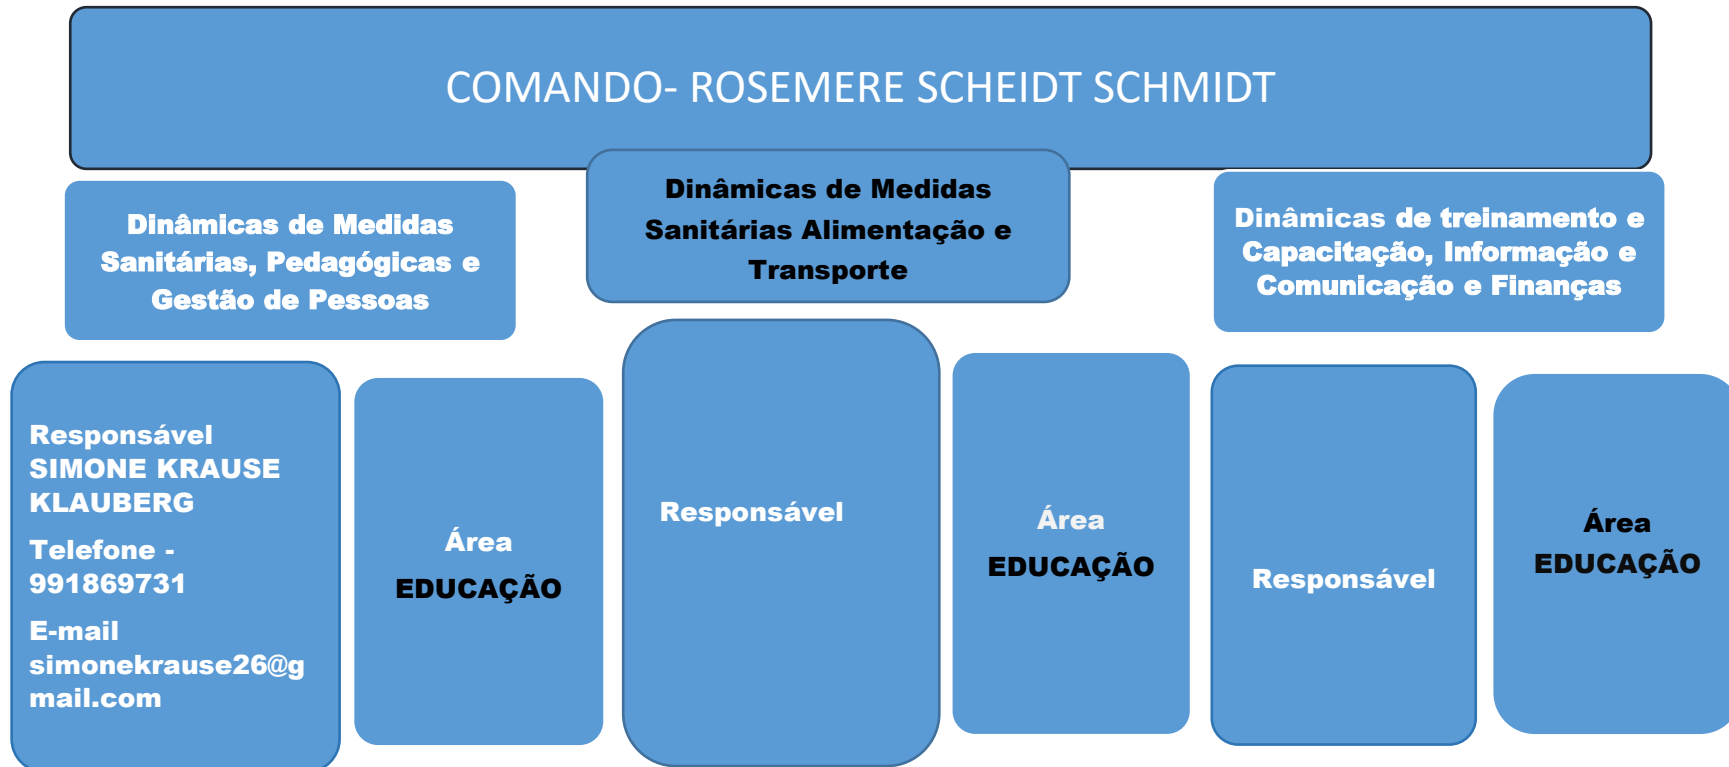 COMANDO- ROSEMERE SCHEIDT SCHMIDT
Dinâmicas de Medidas
Sanitárias, Pedagógicas e
Gestão de Pessoas
Dinâmicas de Medidas
Sanitárias Alimentação e
Transporte
Dinâmicas de treinamento e
Capacitação, Informação e
Comunicação e Finanças
Responsável
SIMONE KRAUSE
KLAUBERG
Telefone -
991869731
E-mail
simonekrause26@g
mail.com
Área
EDUCAÇÃO
Responsável
Área
EDUCAÇÃO
Responsável
Área
EDUCAÇÃO